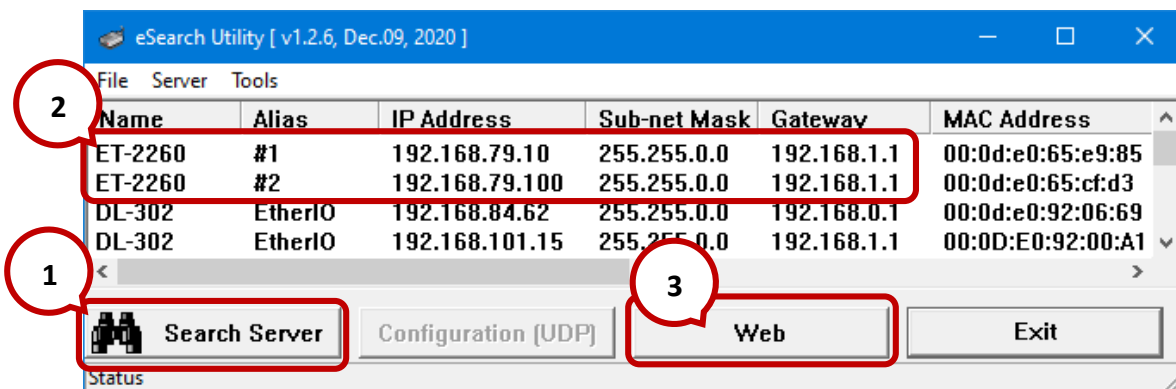 eSearch Utility [ v1.2.6, Dec.09, 2020 ]
File Server Tools
2
Name Alias IP Address Sub-net Mask Gateway MAC Address
ET-2260 #1 192.168.79.10 255.255.0.0 192.168.1.1 00:0d:e0:65:e9:85
ET-2260 #2 192.168.79.100 255.255.0.0 192.168.1.1 00:0d:e0:65:cf:d3
DL-302 EtherIO 192.168.84.62 255.255.0.0 192.168.0.1 00:0d:e0:92:06:69
DL-302 EtherIO 192.168.101.15 255.255.0.0 192.168.1.1 00:0D:E0:92:00:A1
1
3
Search Server Configuration (UDP) Web Exit
Status